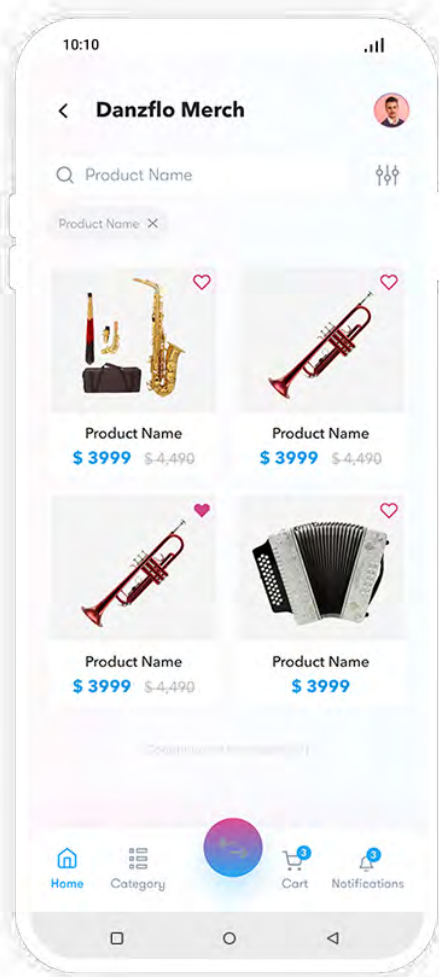 10:10
Danzflo Merch
Product Name
Product Name ×
Product Name Product Name
$ 3999 $ 4,490 $ 3999 $ 4,490
Product Name Product Name
$ 3999 $ 4,490 $ 3999
3 3
Home Category Cart Notifications